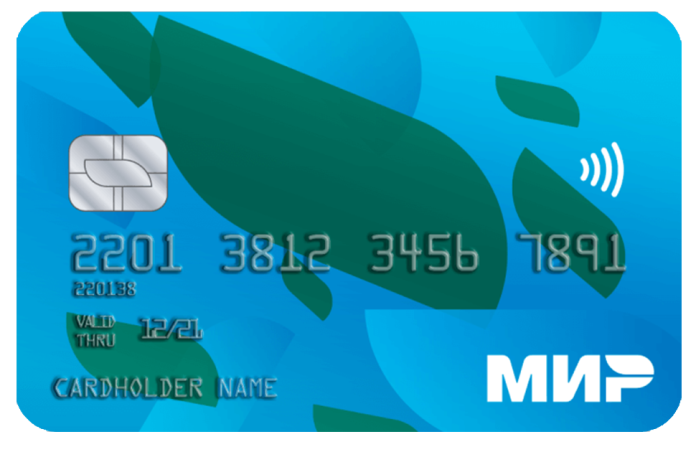 2201 3812 3456 7891
220138
VALID THRU 12/21
CARDHOLDER NAME
МИР